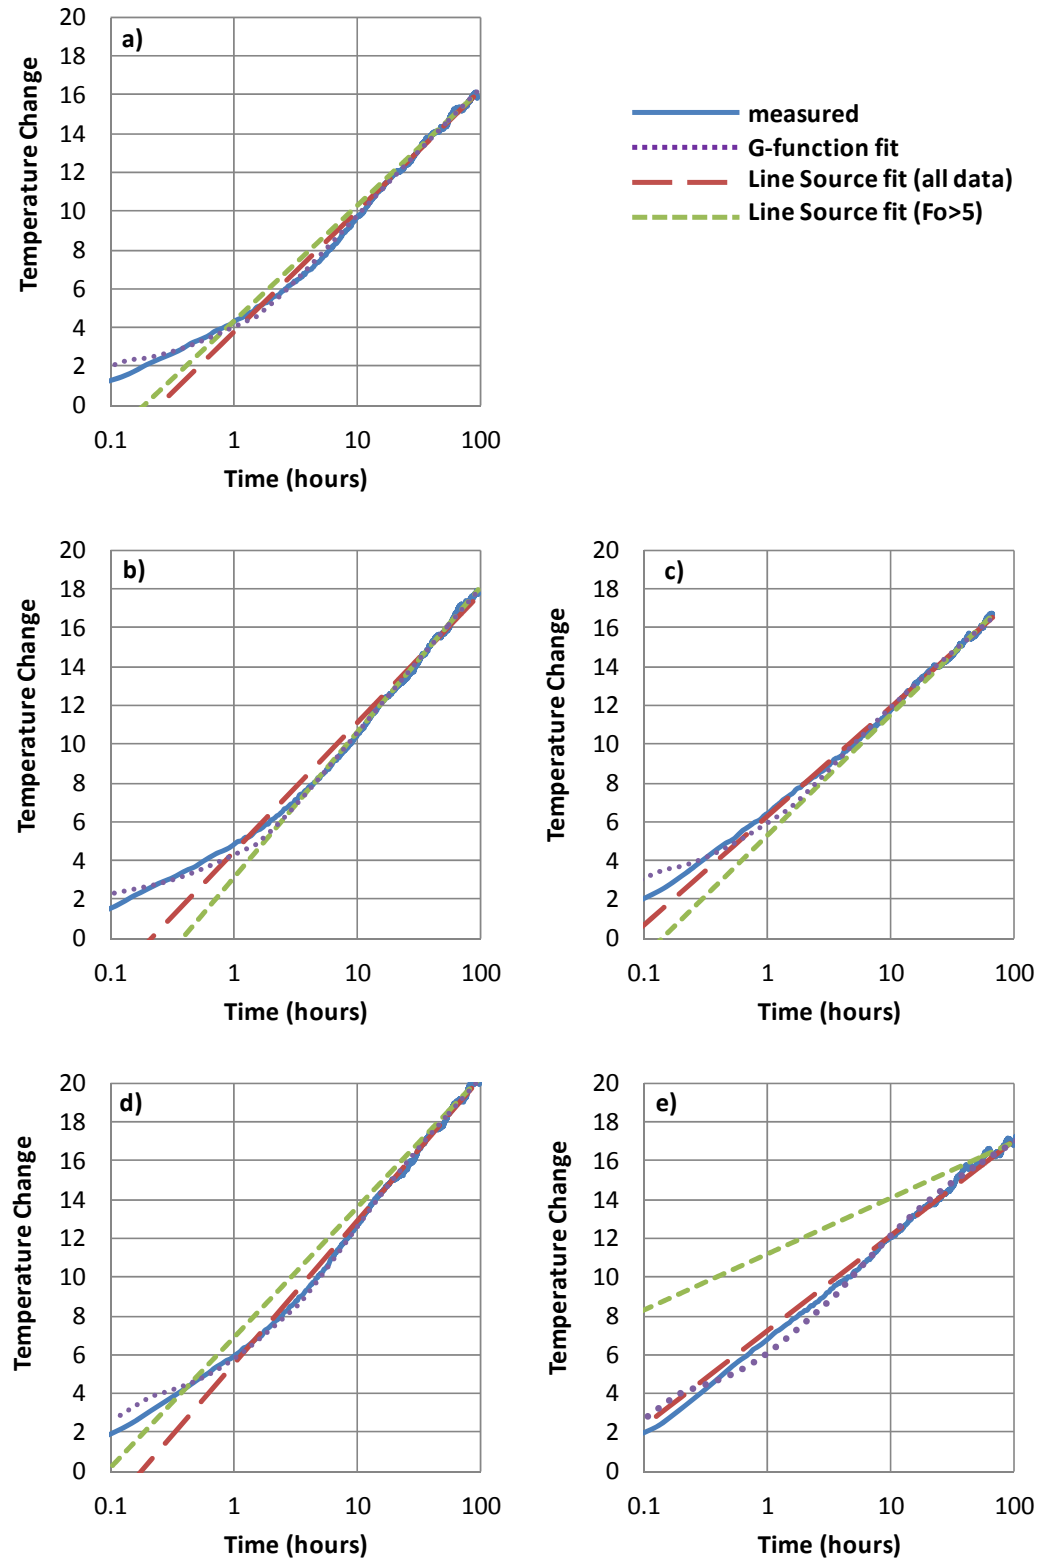 a)
Temperature Change
20
18
16
14
12
10
8
6
4
2
0
0.1 1 10 100
Time (hours)
measured
G-function fit
Line Source fit (all data)
Line Source fit (Fo>5)
b)
Temperature Change
20
18
16
14
12
10
8
6
4
2
0
0.1 1 10 100
Time (hours)
c)
Temperature Change
20
18
16
14
12
10
8
6
4
2
0
0.1 1 10 100
Time (hours)
d)
Temperature Change
20
18
16
14
12
10
8
6
4
2
0
0.1 1 10 100
Time (hours)
e)
Temperature Change
20
18
16
14
12
10
8
6
4
2
0
0.1 1 10 100
Time (hours)